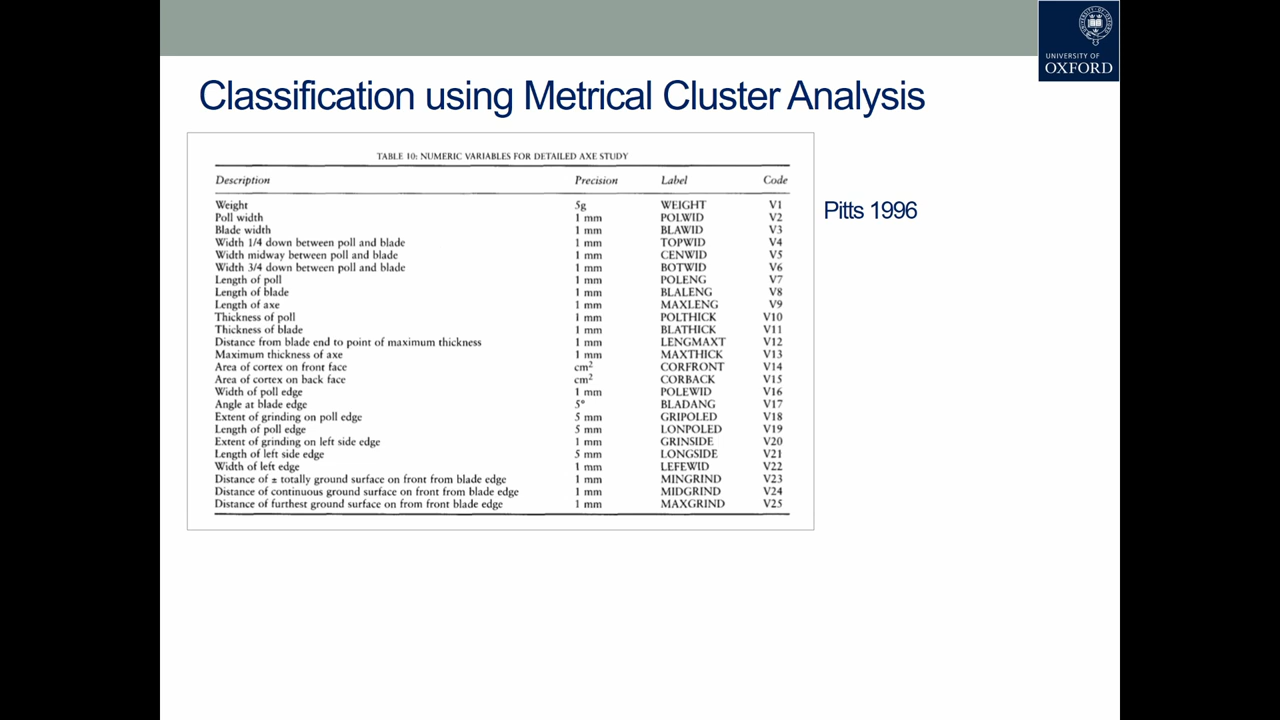 UNIVERSITY OF
OXFORD
Classification using Metrical Cluster Analysis
TABLE 10: NUMERIC VARIABLES FOR DETAILED AXE STUDY
Description Precision Label Code
Weight 5g WEIGHT V1
Poll width 1 mm POLWID V2
Blade width 1 mm BLAWID V3
Width 1/4 down between poll and blade 1 mm TOPWID V4
Width midway between poll and blade 1 mm CENWID V5
Width 3/4 down between poll and blade 1 mm BOTWID V6
Length of poll 1 mm POLENG V7
Length of blade 1 mm BLALENG V8
Length of axe 1 mm MAXLENG V9
Thickness of poll 1 mm POLTHICK V10
Thickness of blade 1 mm BLATHICK V11
Distance from blade end to point of maximum thickness 1 mm LENGMAXT V12
Maximum thickness of axe 1 mm MAXTHICK V13
Area of cortex on front face cm² CORFRONT V14
Area of cortex on back face cm² CORBACK V15
Width of poll edge 1 mm POLEWID V16
Angle at blade edge 5° BLADANG V17
Extent of grinding on poll edge 5 mm GRIPOLED V18
Length of poll edge 5 mm LONPOLED V19
Extent of grinding on left side edge 1 mm GRINSIDE V20
Length of left side edge 5 mm LONGSIDE V21
Width of left edge 1 mm LEFEWID V22
Distance of ± totally ground surface on front from blade edge 1 mm MINGRIND V23
Distance of continuous ground surface on front from blade edge 1 mm MIDGRIND V24
Distance of furthest ground surface on from front blade edge 1 mm MAXGRIND V25
Pitts 1996